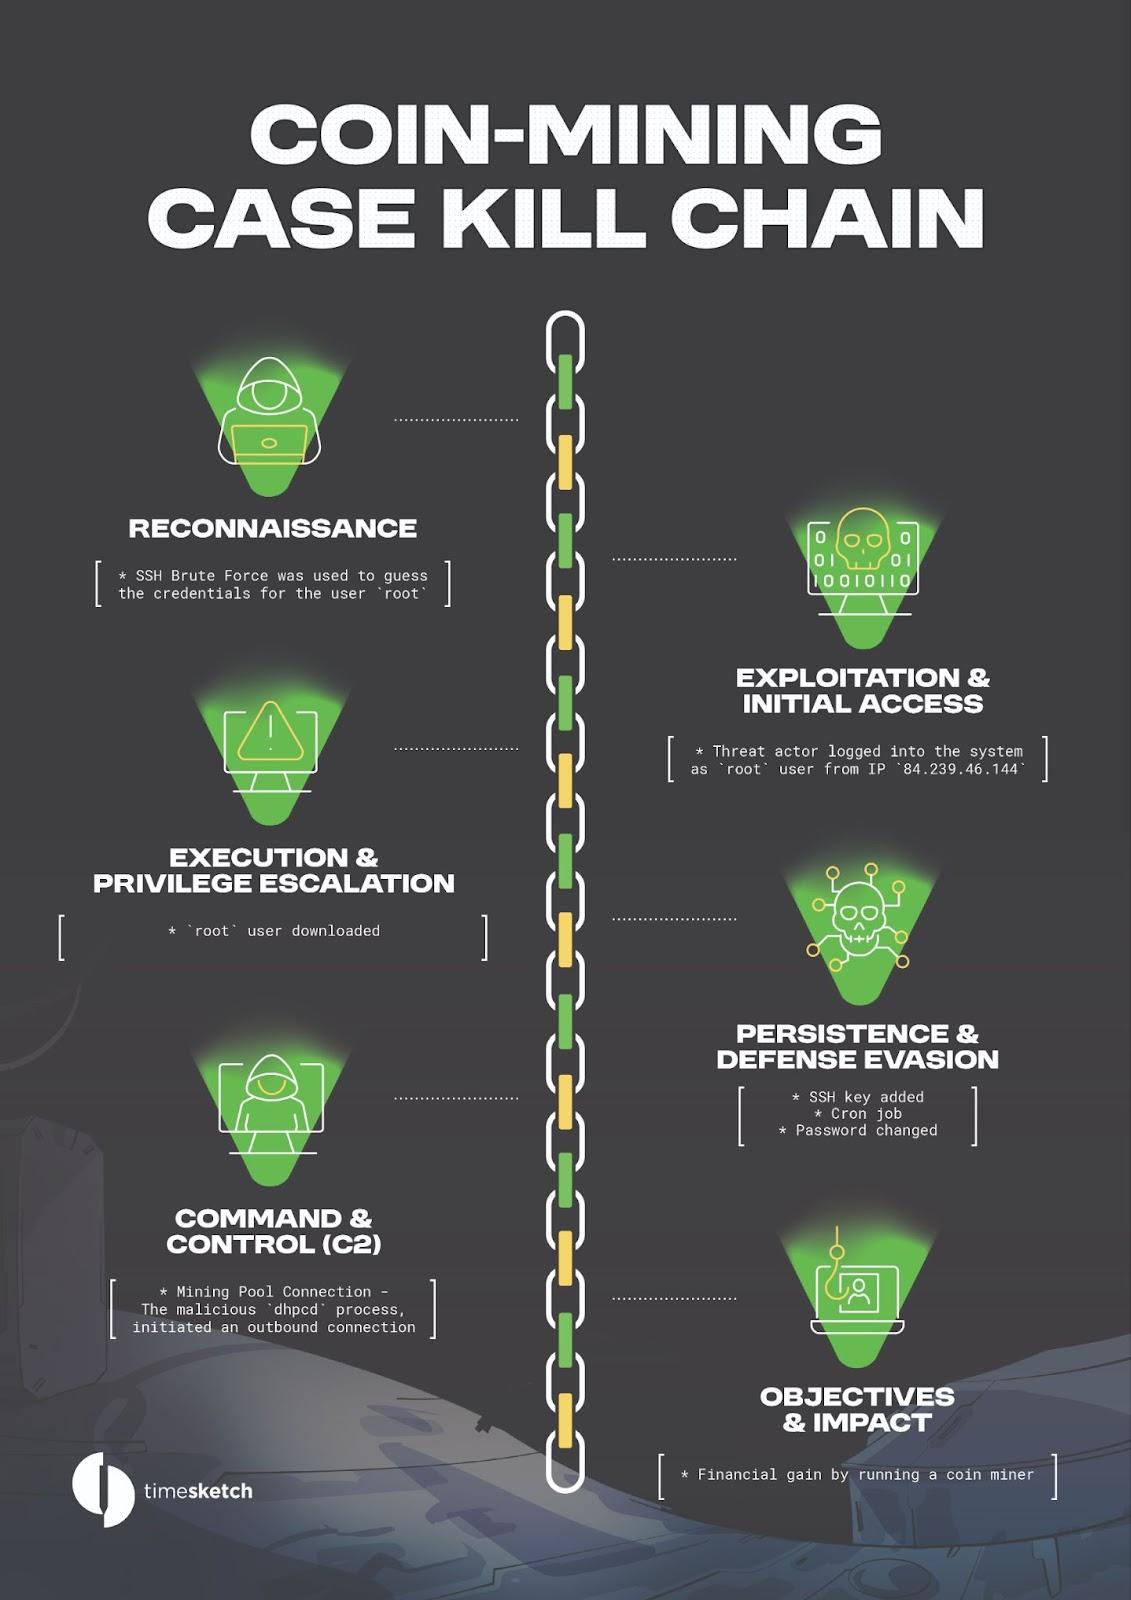 COIN-MINING
CASE KILL CHAIN
RECONNAISSANCE
* SSH Brute Force was used to guess
the credentials for the user `root`
EXPLOITATION &
INITIAL ACCESS
* Threat actor logged into the system
as `root` user from IP `84.239.46.144`
EXECUTION &
PRIVILEGE ESCALATION
* `root` user downloaded
PERSISTENCE &
DEFENSE EVASION
* SSH key added
* Cron job
* Password changed
COMMAND &
CONTROL (C2)
* Mining Pool Connection -
The malicious `dhpcd` process,
initiated an outbound connection
OBJECTIVES
& IMPACT
* Financial gain by running a coin miner
timesketch
0 0
01 01
10010110